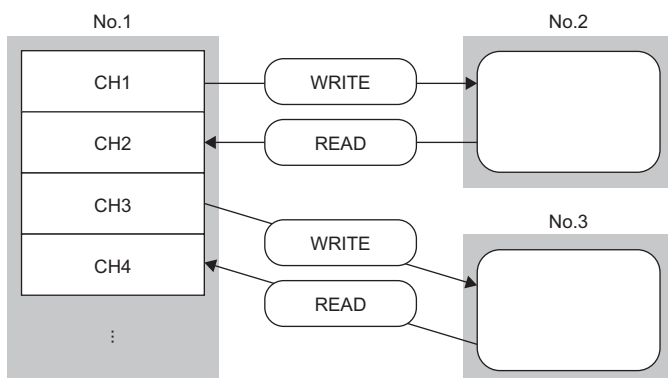 No.1
No.2
CH1
WRITE
CH2
READ
CH3
No.3
WRITE
CH4
READ
⋮